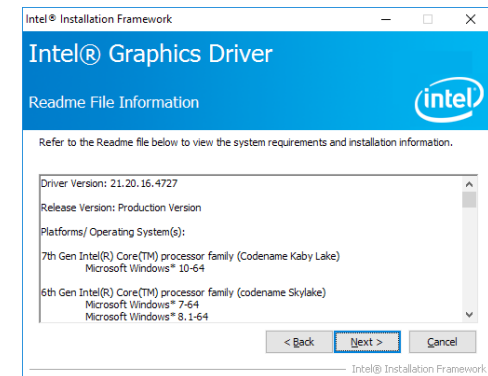 Intel® Installation Framework
Intel® Graphics Driver
Readme File Information
intel
Refer to the Readme file below to view the system requirements and installation information.
Driver Version: 21.20.16.4727
Release Version: Production Version
Platforms/ Operating System(s):
7th Gen Intel(R) Core(TM) processor family (Codename Kaby Lake)
Microsoft Windows* 10-64
6th Gen Intel(R) Core(TM) processor family (codename Skylake)
Microsoft Windows* 7-64
Microsoft Windows* 8.1-64
< Back Next > Cancel
Intel® Installation Framework